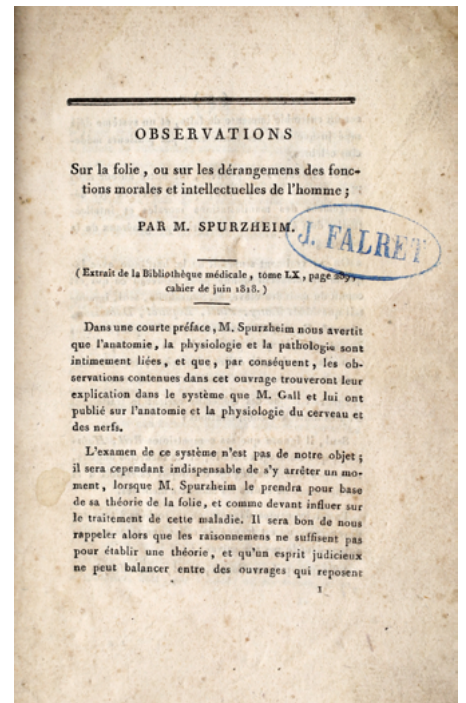 OBSERVATIONS
Sur la folie, ou sur les dérangemens des fonc-
tions morales et intellectuelles de l'homme;
PAR M. SPURZHEIM.
J. FALRET
(Extrait de la Bibliothèque médicale, tome LX, page
cahier de juin 1818.)
Dans une courte préface, M. Spurzheim nous avertit
que l'anatomie, la physiologie et la pathologie sont
intimement liées, et que, par conséquent, les ob-
servations contenues dans cet ouvrage trouveront leur
explication dans le système que M. Gall et lui ont
publié sur l'anatomie et la physiologie du cerveau et
des nerfs.
L'examen de ce système n'est pas de notre objet;
il sera cependant indispensable de s'y arrêter un mo-
ment, lorsque M. Spurzheim le prendra pour base
de sa théorie de la folie, et comme devant influer sur
le traitement de cette maladie. Il sera bon de nous
rappeler alors que les raisonnemens ne suffisent pas
pour établir une théorie, et qu'un esprit judicieux
ne peut balancer entre des ouvrages qui reposent
1